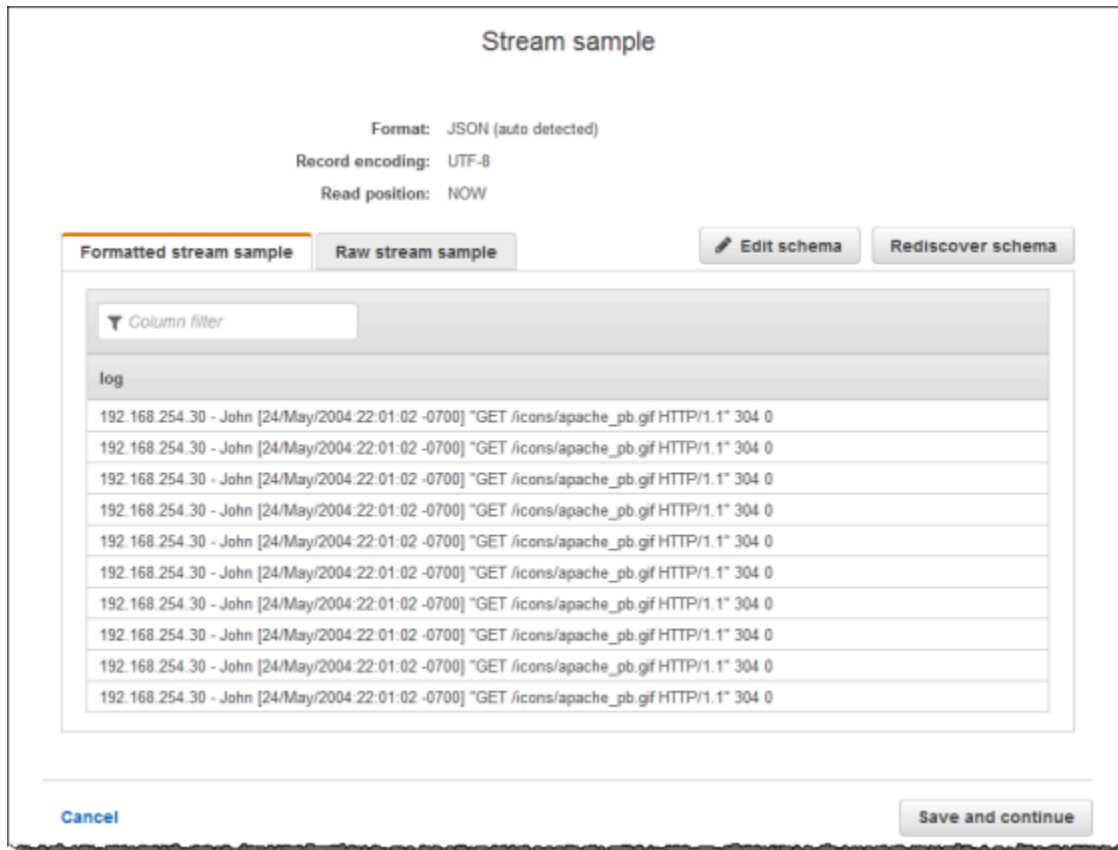 Stream sample
Format: JSON (auto detected)
Record encoding: UTF-8
Read position: NOW
Formatted stream sample Raw stream sample Edit schema Rediscover schema
Column filter
log
192.168.254.30 - John [24/May/2004:22:01:02 -0700] "GET /icons/apache_pb.gif HTTP/1.1" 304 0
192.168.254.30 - John [24/May/2004:22:01:02 -0700] "GET /icons/apache_pb.gif HTTP/1.1" 304 0
192.168.254.30 - John [24/May/2004:22:01:02 -0700] "GET /icons/apache_pb.gif HTTP/1.1" 304 0
192.168.254.30 - John [24/May/2004:22:01:02 -0700] "GET /icons/apache_pb.gif HTTP/1.1" 304 0
192.168.254.30 - John [24/May/2004:22:01:02 -0700] "GET /icons/apache_pb.gif HTTP/1.1" 304 0
192.168.254.30 - John [24/May/2004:22:01:02 -0700] "GET /icons/apache_pb.gif HTTP/1.1" 304 0
192.168.254.30 - John [24/May/2004:22:01:02 -0700] "GET /icons/apache_pb.gif HTTP/1.1" 304 0
192.168.254.30 - John [24/May/2004:22:01:02 -0700] "GET /icons/apache_pb.gif HTTP/1.1" 304 0
192.168.254.30 - John [24/May/2004:22:01:02 -0700] "GET /icons/apache_pb.gif HTTP/1.1" 304 0
192.168.254.30 - John [24/May/2004:22:01:02 -0700] "GET /icons/apache_pb.gif HTTP/1.1" 304 0
Cancel Save and continue